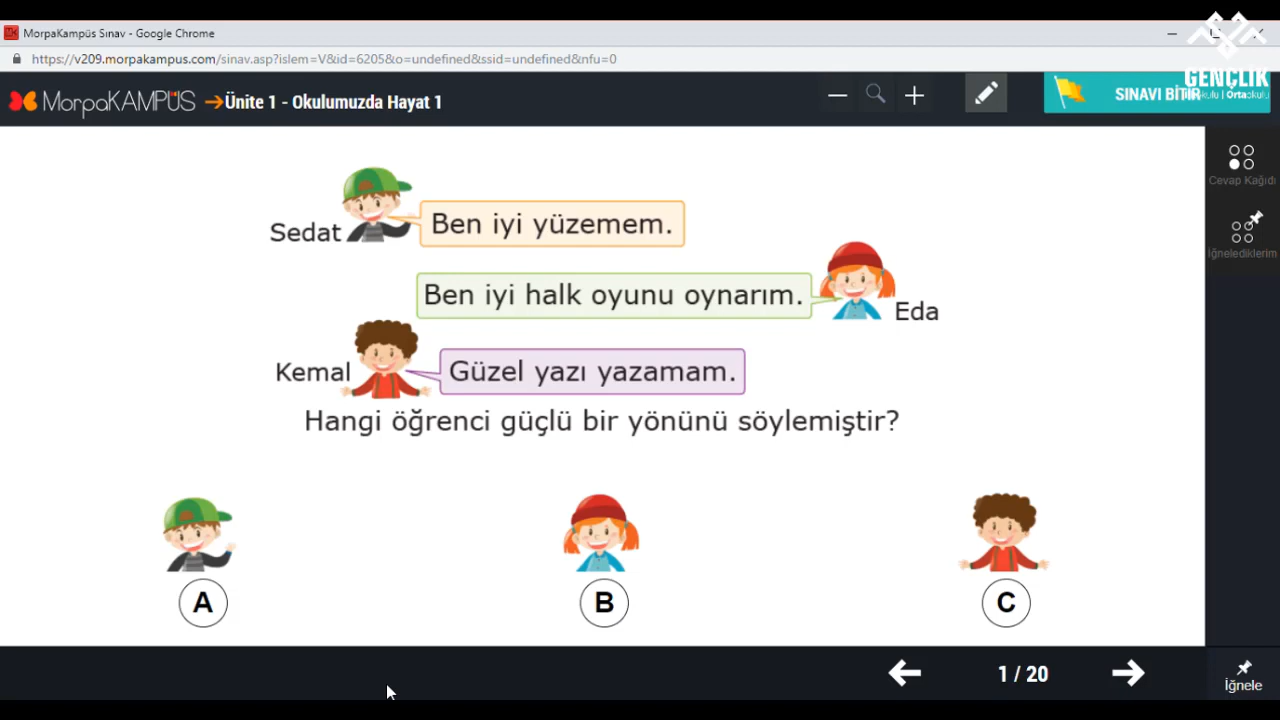 MorpaKampüs Sınav - Google Chrome
https://v209.morpakampus.com/sinav.asp?islem=V&id=6205&o=undefined&ssid=undefined&nfu=0
MorpaKAMPÜS
Ünite 1 - Okulumuzda Hayat 1
SINAVI BİTİR
GENÇLİK
Ortaokulu
Cevap Kağıdı
İğnelediklerim
Sedat
Ben iyi yüzemem.
Ben iyi halk oyunu oynarım.
Eda
Kemal
Güzel yazı yazamam.
Hangi öğrenci güçlü bir yönünü söylemiştir?
A
B
C
1 / 20
İğnele